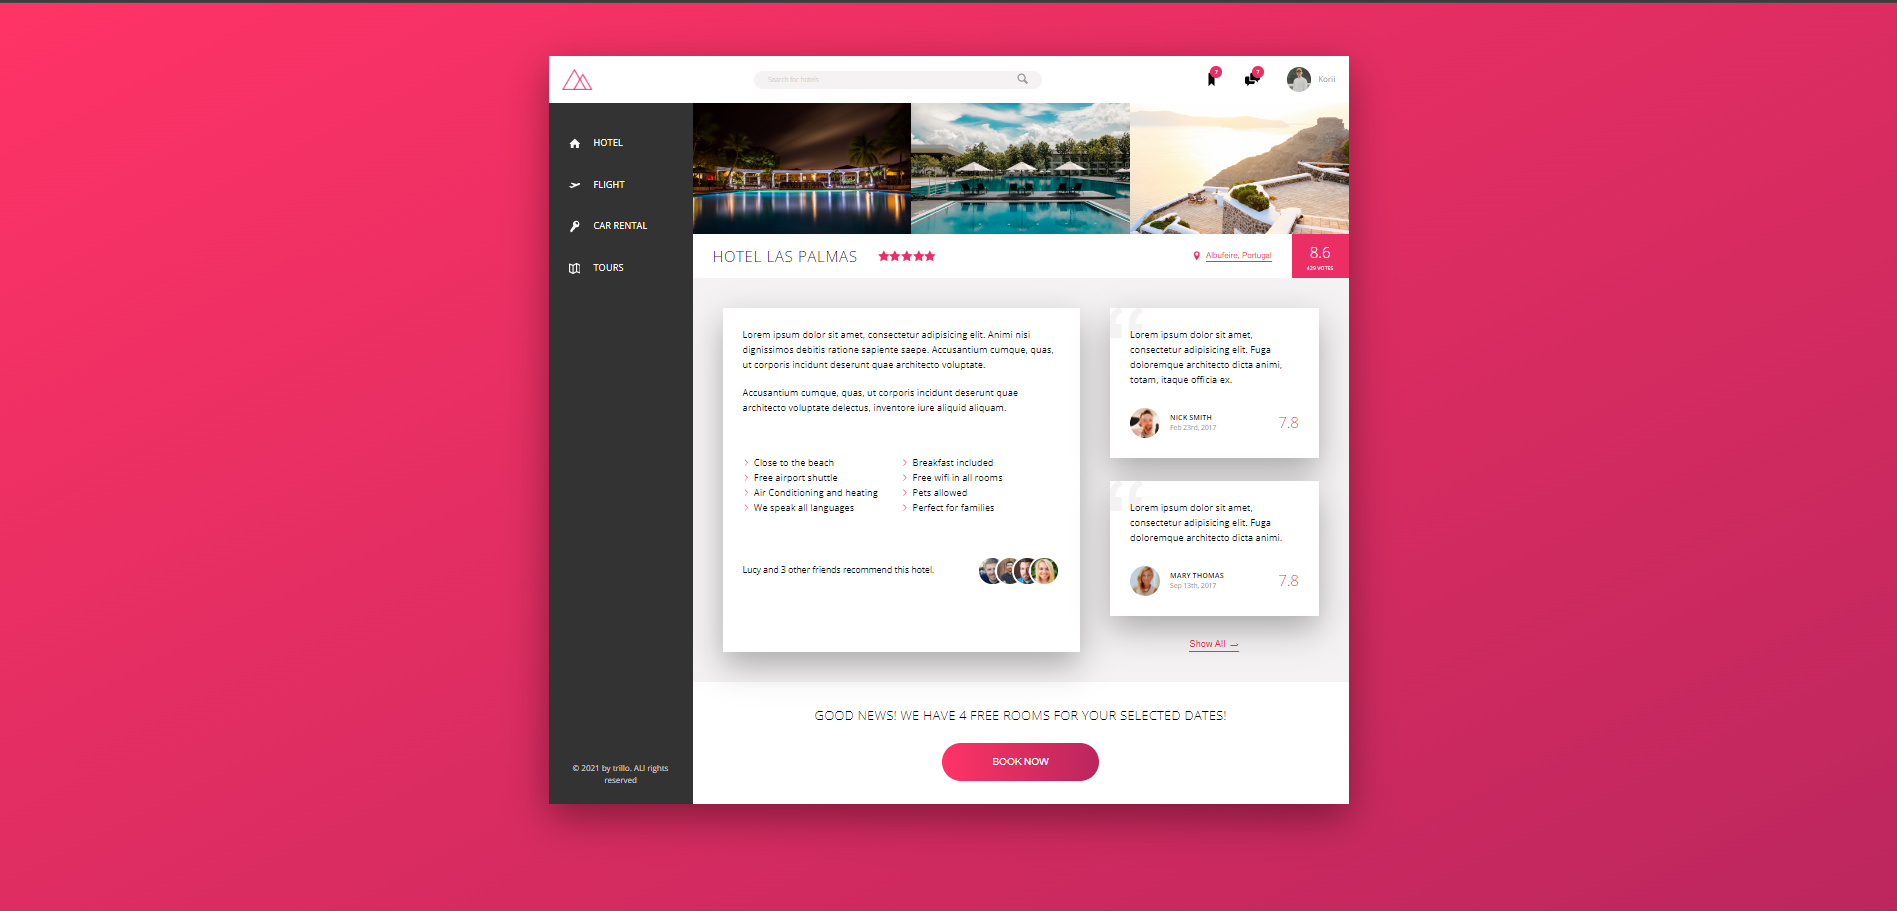 Search for hotels
7
7
Korii
HOTEL
FLIGHT
CAR RENTAL
TOURS
© 2021 by trillo. ALl rights
reserved
HOTEL LAS PALMAS
Albufeire, Portugal
8.6
429 VOTES
Lorem ipsum dolor sit amet, consectetur adipisicing elit. Animi nisi
dignissimos debitis ratione sapiente saepe. Accusantium cumque, quas,
ut corporis incidunt deserunt quae architecto voluptate.
Accusantium cumque, quas, ut corporis incidunt deserunt quae
architecto voluptate delectus, inventore iure aliquid aliquam.
Close to the beach
Free airport shuttle
Air Conditioning and heating
We speak all languages
Breakfast included
Free wifi in all rooms
Pets allowed
Perfect for families
Lucy and 3 other friends recommend this hotel.
“
Lorem ipsum dolor sit amet,
consectetur adipisicing elit. Fuga
doloremque architecto dicta animi,
totam, itaque officia ex.
NICK SMITH
Feb 23rd, 2017
7.8
“
Lorem ipsum dolor sit amet,
consectetur adipisicing elit. Fuga
doloremque architecto dicta animi.
MARY THOMAS
Sep 13th, 2017
7.8
Show All →
GOOD NEWS! WE HAVE 4 FREE ROOMS FOR YOUR SELECTED DATES!
BOOK NOW